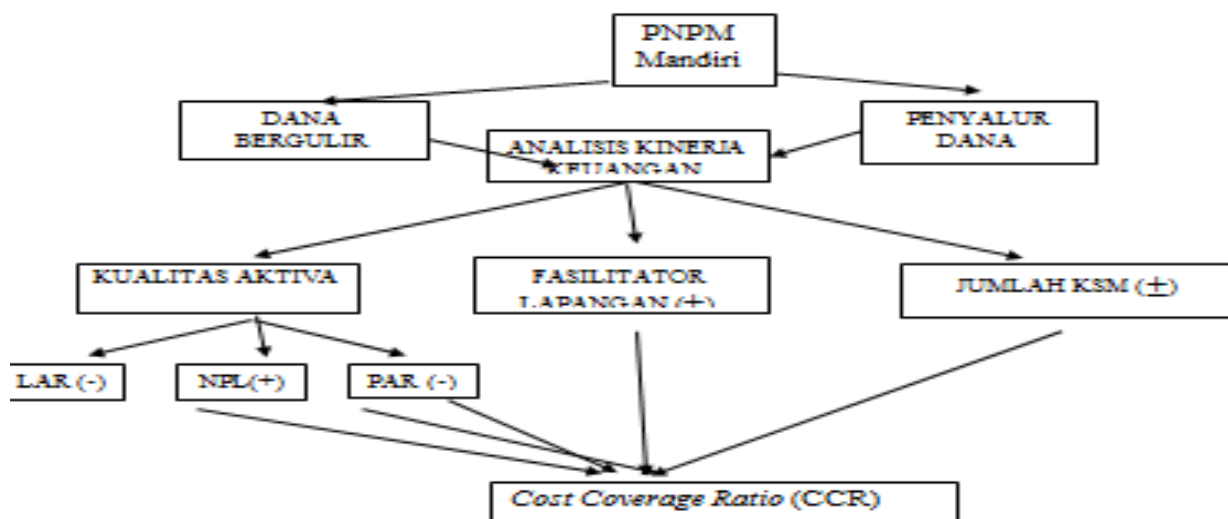 PNPM
Mandiri
DANA
BERGULIR
PENYALUR
DANA
ANALISIS KINERJA
KEUANGAN
KUALITAS AKTIVA
FASILITATOR
LAPANGAN (±)
JUMLAH KSM (±)
LAR (-)
NPL(+)
PAR (-)
Cost Coverage Ratio (CCR)